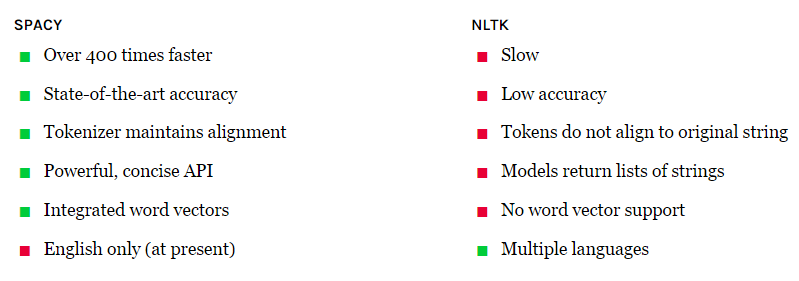 SPACY
Over 400 times faster
State-of-the-art accuracy
Tokenizer maintains alignment
Powerful, concise API
Integrated word vectors
English only (at present)
NLTK
Slow
Low accuracy
Tokens do not align to original string
Models return lists of strings
No word vector support
Multiple languages